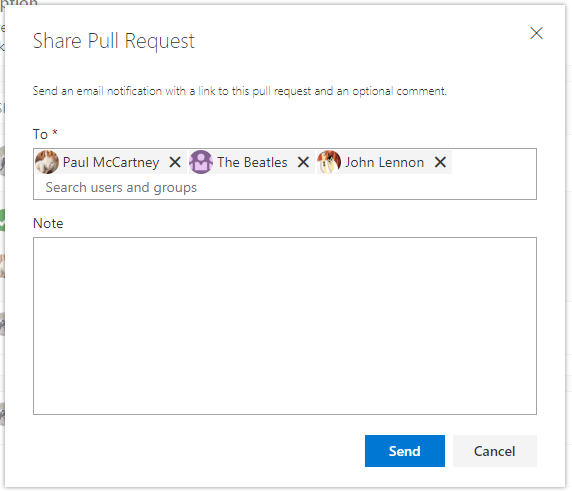 Share Pull Request
Send an email notification with a link to this pull request and an optional comment.
To *
Paul McCartney The Beatles John Lennon
Search users and groups
Note
Send Cancel